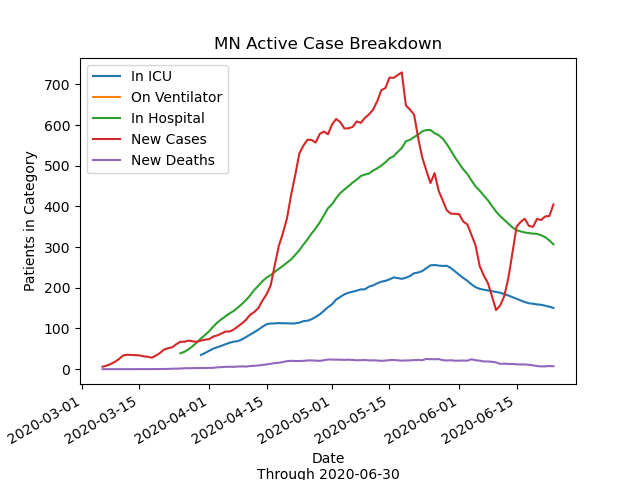 MN Active Case Breakdown
In ICU
On Ventilator
In Hospital
New Cases
New Deaths
Patients in Category
700
600
500
400
300
200
100
0
2020-03-01
2020-03-15
2020-04-01
2020-04-15
2020-05-01
2020-05-15
2020-06-01
2020-06-15
Date
Through 2020-06-30